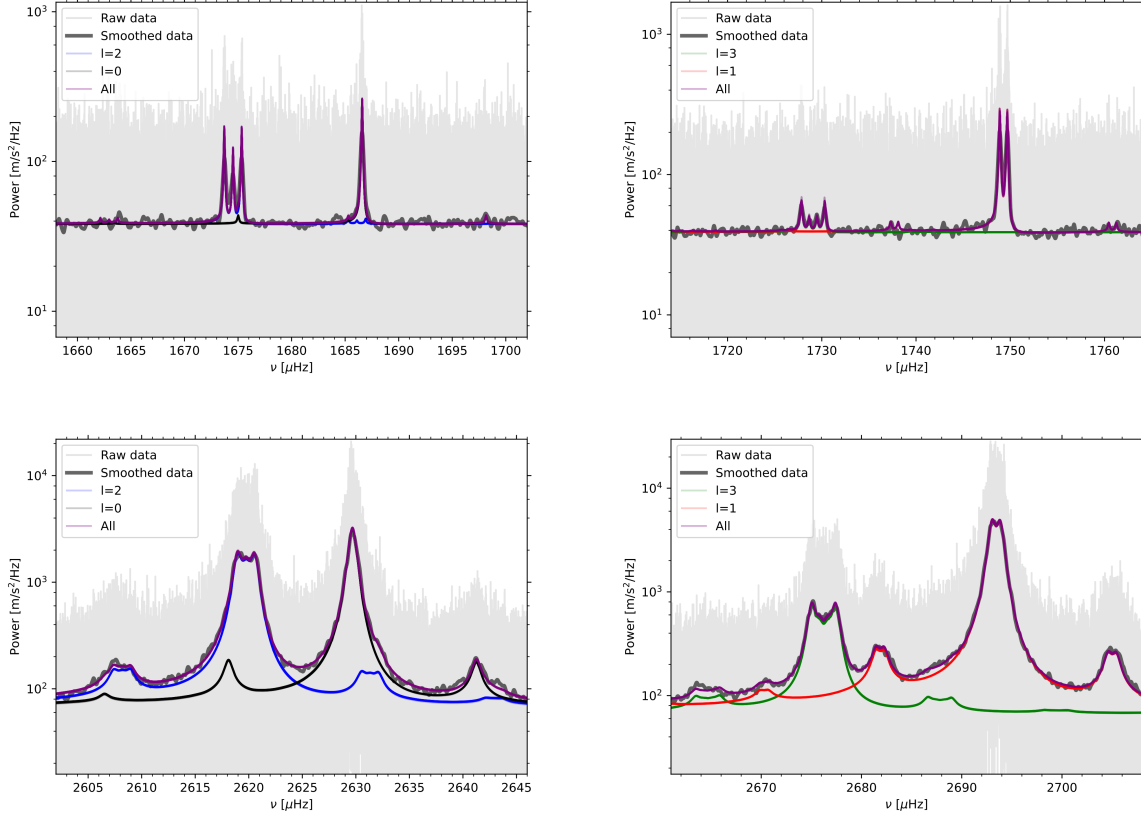 10³
10²
10¹
Power [m/s²/Hz]
Raw data
Smoothed data
l=2
l=0
All
1660 1665 1670 1675 1680 1685 1690 1695 1700
ν [μHz]
10³
10²
10¹
Power [m/s²/Hz]
Raw data
Smoothed data
l=3
l=1
All
1720 1730 1740 1750 1760
ν [μHz]
10⁴
10³
10²
Power [m/s²/Hz]
Raw data
Smoothed data
l=2
l=0
All
2605 2610 2615 2620 2625 2630 2635 2640 2645
ν [μHz]
10⁴
10³
10²
Power [m/s²/Hz]
Raw data
Smoothed data
l=3
l=1
All
2670 2680 2690 2700
ν [μHz]